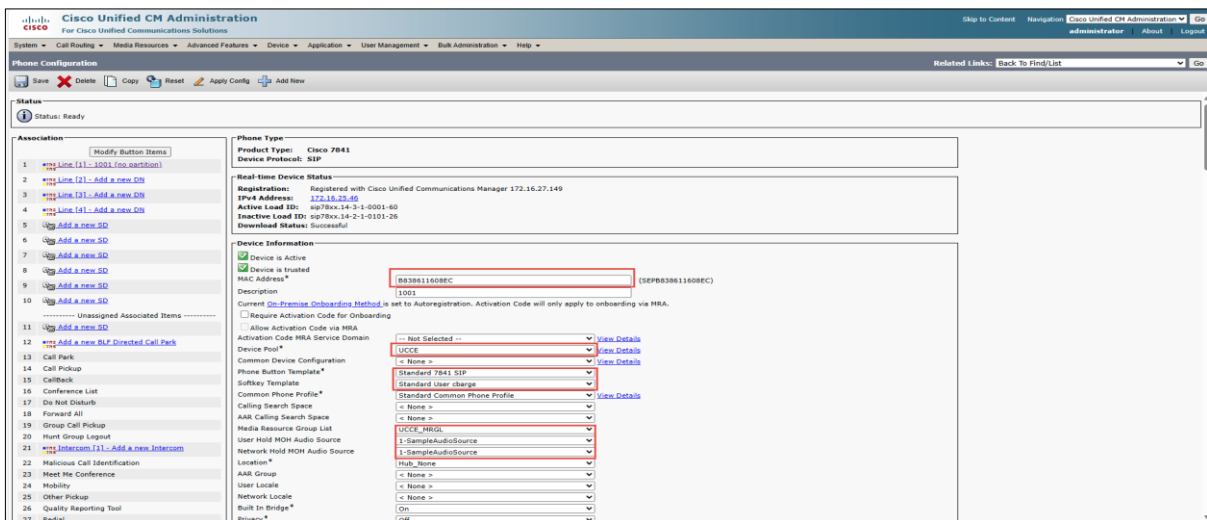 Cisco Unified CM Administration
For Cisco Unified Communications Solutions
Skip to Content Navigation Cisco Unified CM Administration Go
administrator About Logout
System Call Routing Media Resources Advanced Features Device Application User Management Bulk Administration Help
Phone Configuration
Related Links: Back To Find/List Go
Save Delete Copy Reset Apply Config Add New
Status
Status: Ready
Association
Modify Button Items
1 Line [1] - 1001 (no partition)
2 Line [2] - Add a new DN
3 Line [3] - Add a new DN
4 Line [4] - Add a new DN
5 Add a new SD
6 Add a new SD
7 Add a new SD
8 Add a new SD
9 Add a new SD
10 Add a new SD
---------- Unassigned Associated Items ----------
11 Add a new SD
12 Add a new BLF Directed Call Park
13 Call Park
14 Call Pickup
15 CallBack
16 Conference List
17 Do Not Disturb
18 Forward All
19 Group Call Pickup
20 Hunt Group Logout
21 Intercom [1] - Add a new Intercom
22 Malicious Call Identification
23 Meet Me Conference
24 Mobility
25 Other Pickup
26 Quality Reporting Tool
27 Redial
Phone Type
Product Type: Cisco 7841
Device Protocol: SIP
Real-time Device Status
Registration: Registered with Cisco Unified Communications Manager 172.16.27.149
IPv4 Address: 172.16.25.46
Active Load ID: sip78xx.14-3-1-0001-60
Inactive Load ID: sip78xx.14-2-1-0101-26
Download Status: Successful
Device Information
Device is Active
Device is trusted
MAC Address* B838611608EC (SEPB838611608EC)
Description 1001
Current On-Premise Onboarding Method is set to Autoregistration. Activation Code will only apply to onboarding via MRA.
Require Activation Code for Onboarding
Allow Activation Code via MRA
Activation Code MRA Service Domain -- Not Selected -- View Details
Device Pool* UCCE View Details
Common Device Configuration < None > View Details
Phone Button Template* Standard 7841 SIP
Softkey Template Standard User cbarge
Common Phone Profile* Standard Common Phone Profile View Details
Calling Search Space < None >
AAR Calling Search Space < None >
Media Resource Group List UCCE_MRGL
User Hold MOH Audio Source 1-SampleAudioSource
Network Hold MOH Audio Source 1-SampleAudioSource
Location* Hub_None
AAR Group < None >
User Locale < None >
Network Locale < None >
Built In Bridge* On
Privacy* Off